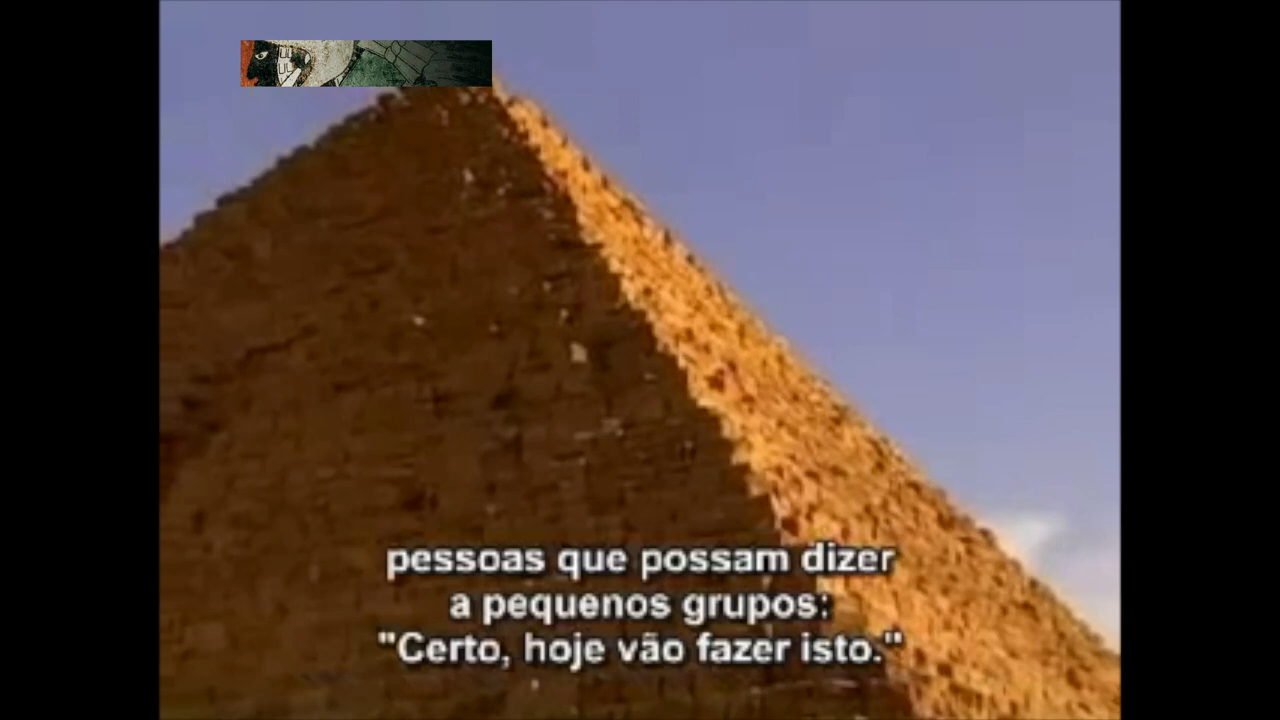 pessoas que possam dizer
a pequenos grupos:
"Certo, hoje vão fazer isto."